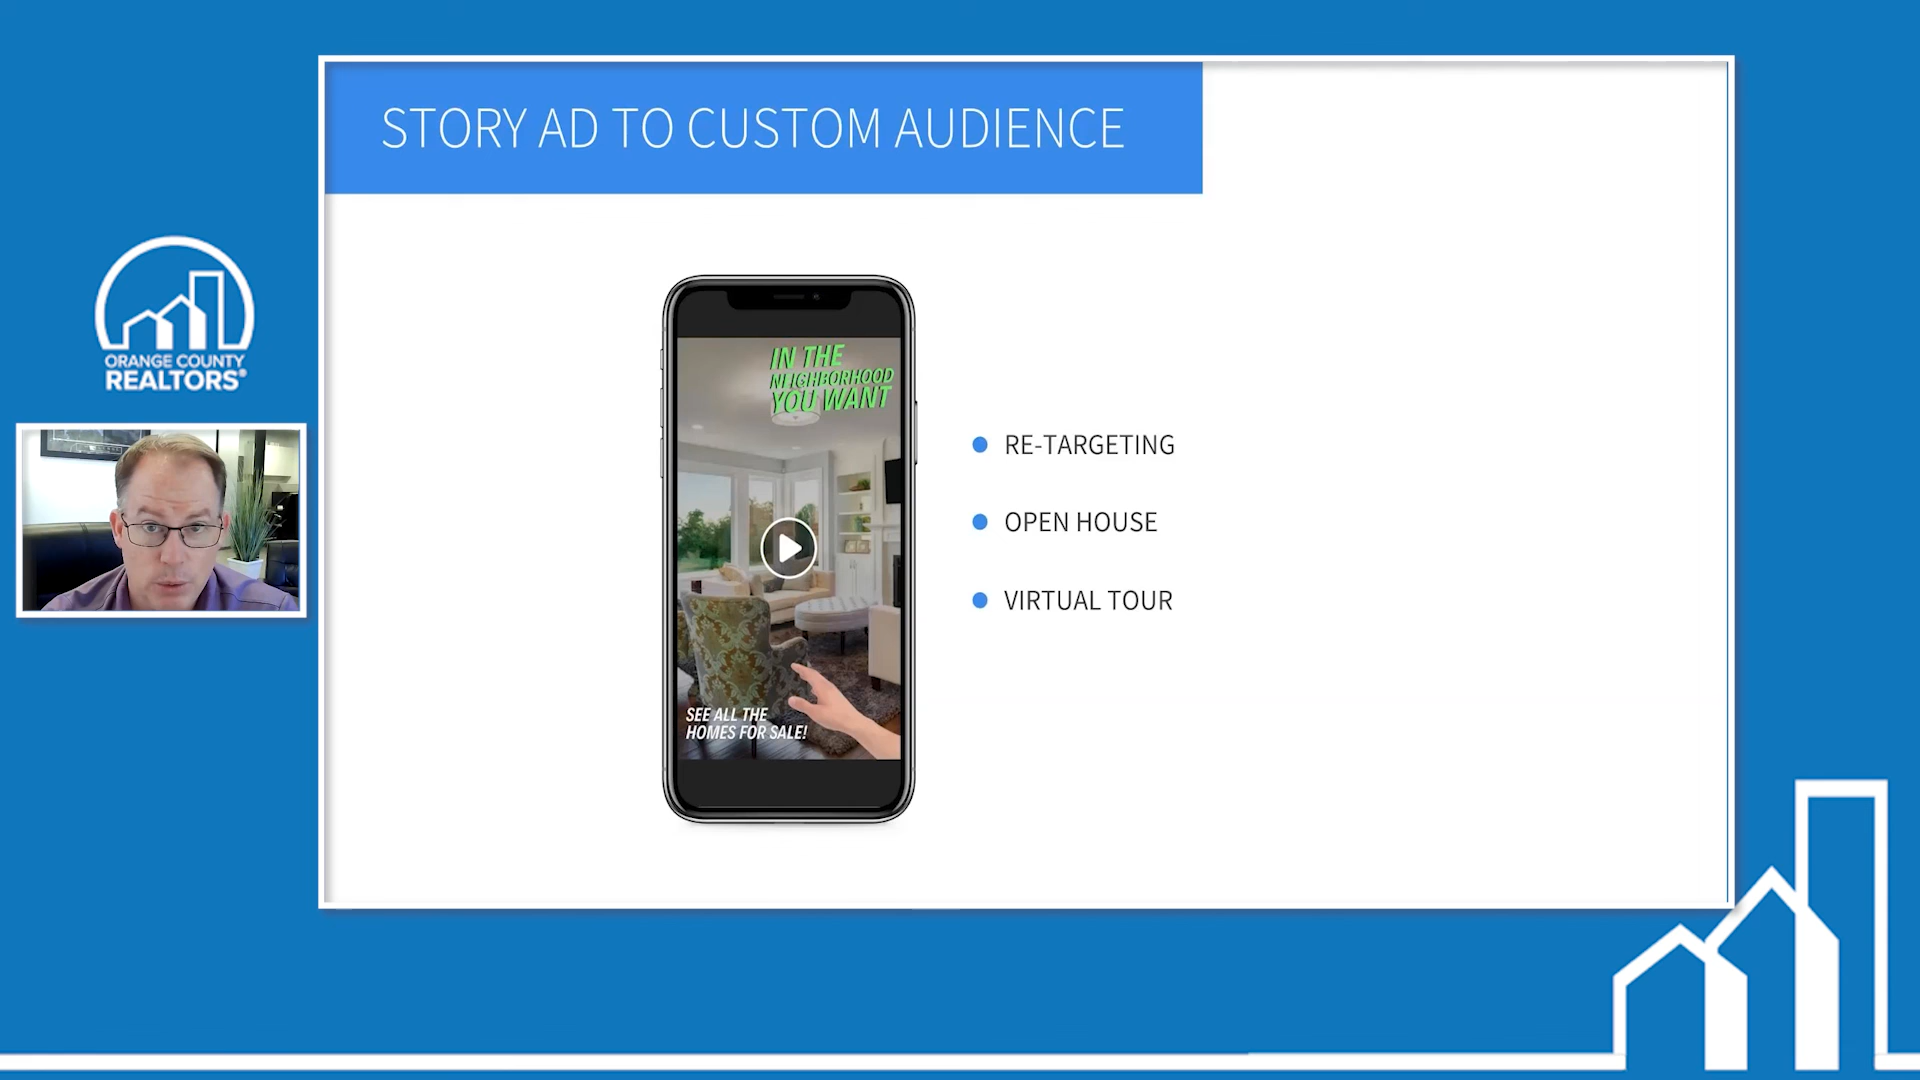 STORY AD TO CUSTOM AUDIENCE
ORANGE COUNTY
REALTORS®
IN THE
NEIGHBORHOOD
YOU WANT
SEE ALL THE
HOMES FOR SALE!
RE-TARGETING
OPEN HOUSE
VIRTUAL TOUR